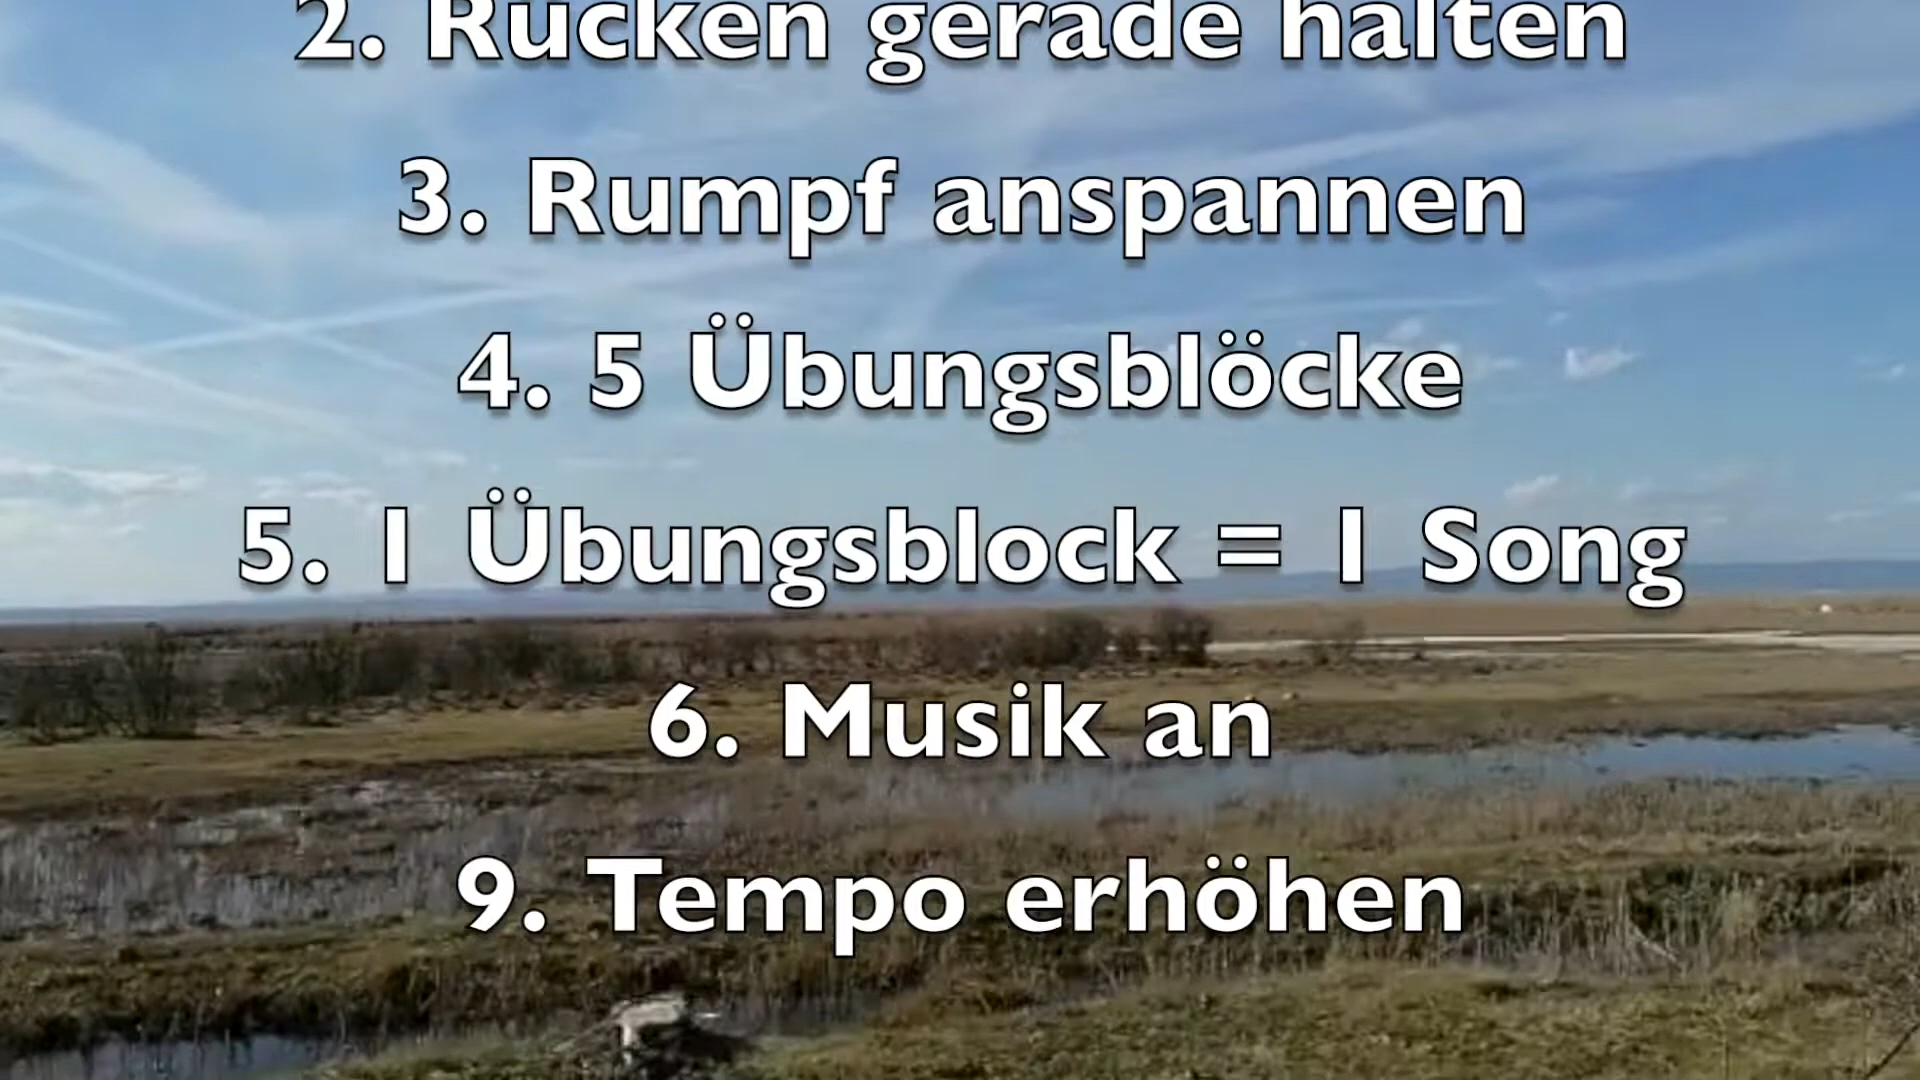 2. Rücken gerade halten
3. Rumpf anspannen
4. 5 Übungsblöcke
5. 1 Übungsblock = 1 Song
6. Musik an
9. Tempo erhöhen